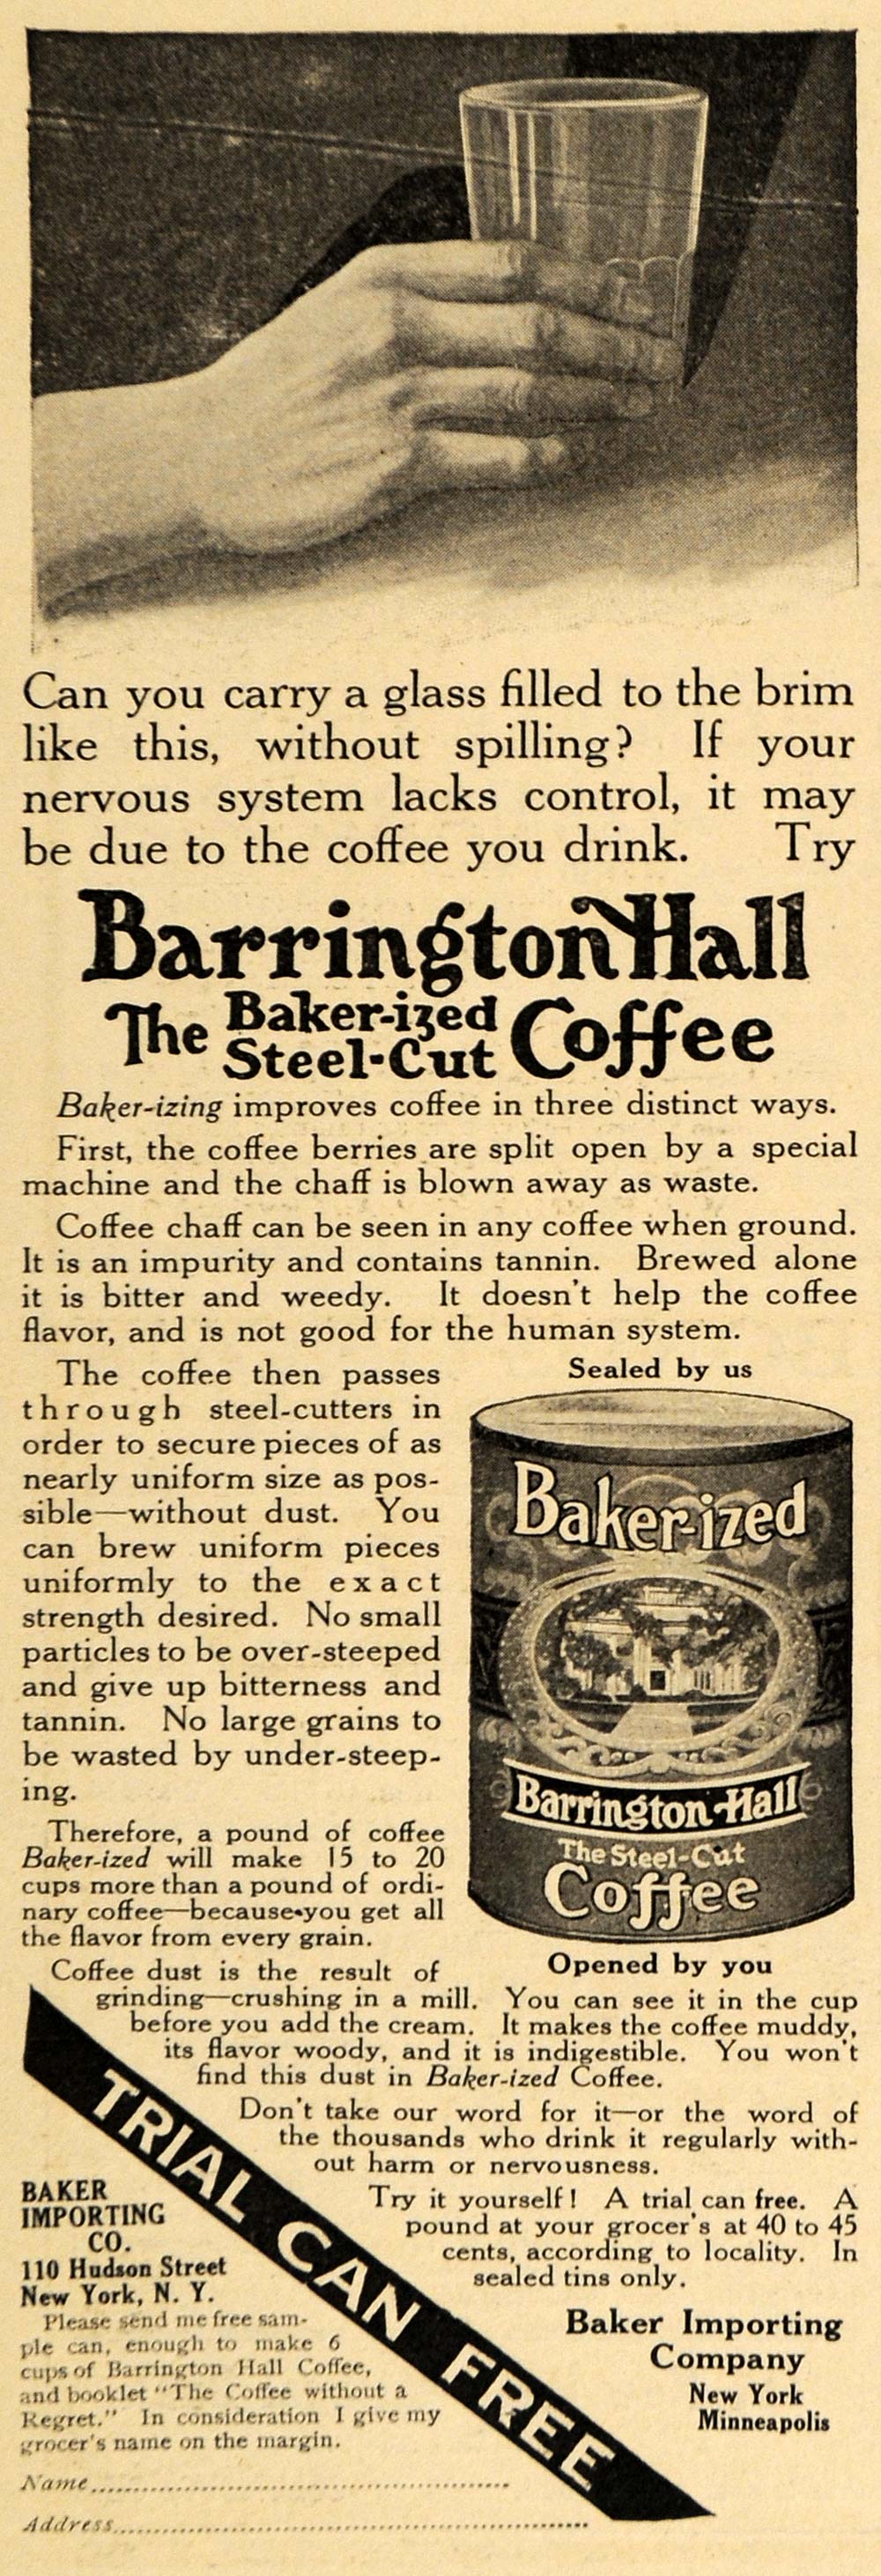 Can you carry a glass filled to the brim
like this, without spilling? If your
nervous system lacks control, it may
be due to the coffee you drink. Try
Barrington Hall
The Baker-ized
Steel-Cut Coffee
Baker-izing improves coffee in three distinct ways.
First, the coffee berries are split open by a special
machine and the chaff is blown away as waste.
Coffee chaff can be seen in any coffee when ground.
It is an impurity and contains tannin. Brewed alone
it is bitter and weedy. It doesn't help the coffee
flavor, and is not good for the human system.
The coffee then passes
through steel-cutters in
order to secure pieces of as
nearly uniform size as pos-
sible—without dust. You
can brew uniform pieces
uniformly to the exact
strength desired. No small
particles to be over-steeped
and give up bitterness and
tannin. No large grains to
be wasted by under-steep-
ing.
Therefore, a pound of coffee
Baker-ized will make 15 to 20
cups more than a pound of ordi-
nary coffee—because you get all
the flavor from every grain.
Sealed by us
Baker-ized
Barrington-Hall
The Steel-Cut
Coffee
Opened by you
Coffee dust is the result of
grinding—crushing in a mill. You can see it in the cup
before you add the cream. It makes the coffee muddy,
its flavor woody, and it is indigestible. You won't
find this dust in Baker-ized Coffee.
Don't take our word for it—or the word of
the thousands who drink it regularly with-
out harm or nervousness.
Try it yourself! A trial can free. A
pound at your grocer's at 40 to 45
cents, according to locality. In
sealed tins only.
Baker Importing
Company
New York
Minneapolis
TRIAL CAN FREE
BAKER
IMPORTING
CO.
110 Hudson Street
New York, N. Y.
Please send me free sam-
ple can, enough to make 6
cups of Barrington Hall Coffee,
and booklet "The Coffee without a
Regret." In consideration I give my
grocer's name on the margin.
Name
Address